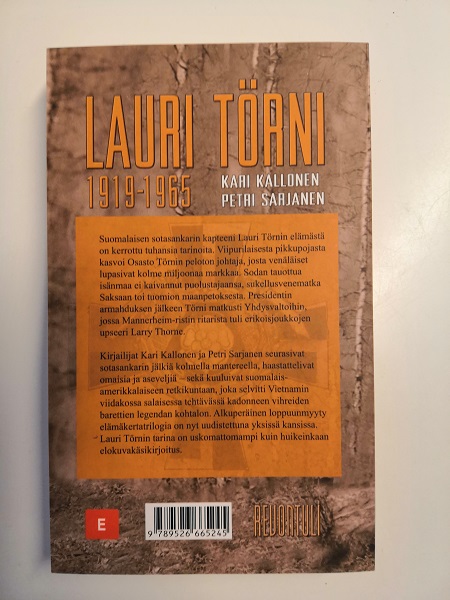 LAURI TÖRNI
1919-1965
KARI KALLONEN
PETRI SARJANEN
Suomalaisen sotasankarin kapteeni Lauri Törnin elämästä
on kerrottu tuhansia tarinoita. Viipurilaisesta pikkupojasta
kasvoi Osasto Törnin peloton johtaja, josta venäläiset
lupasivat kolme miljoonaa markkaa. Sodan tauottua
isänmaa ei kaivannut puolustajaansa, sukellusvenematka
Saksaan toi tuomion maanpetoksesta. Presidentin
armahduksen jälkeen Törni matkusti Yhdysvaltoihin,
jossa Mannerheim-ristin ritarista tuli erikoisjoukkojen
upseeri Larry Thorne.
Kirjailijat Kari Kallonen ja Petri Sarjanen seurasivat
sotasankarin jälkiä kolmella mantereella, haastattelivat
omaisia ja aseveljiä – sekä kuuluivat suomalais-
amerikkalaiseen retkikuntaan, joka selvitti Vietnamin
viidakossa salaisessa tehtävässä kadonneen vihreiden
barettien legendan kohtalon. Alkuperäinen loppuunmyyty
elämäkertatrilogia on nyt uudistettuna yksissä kansissa.
Lauri Törnin tarina on uskomattomampi kuin huikeinkaan
elokuvakäsikirjoitus.
E
9 789526 665245
REVONTULI